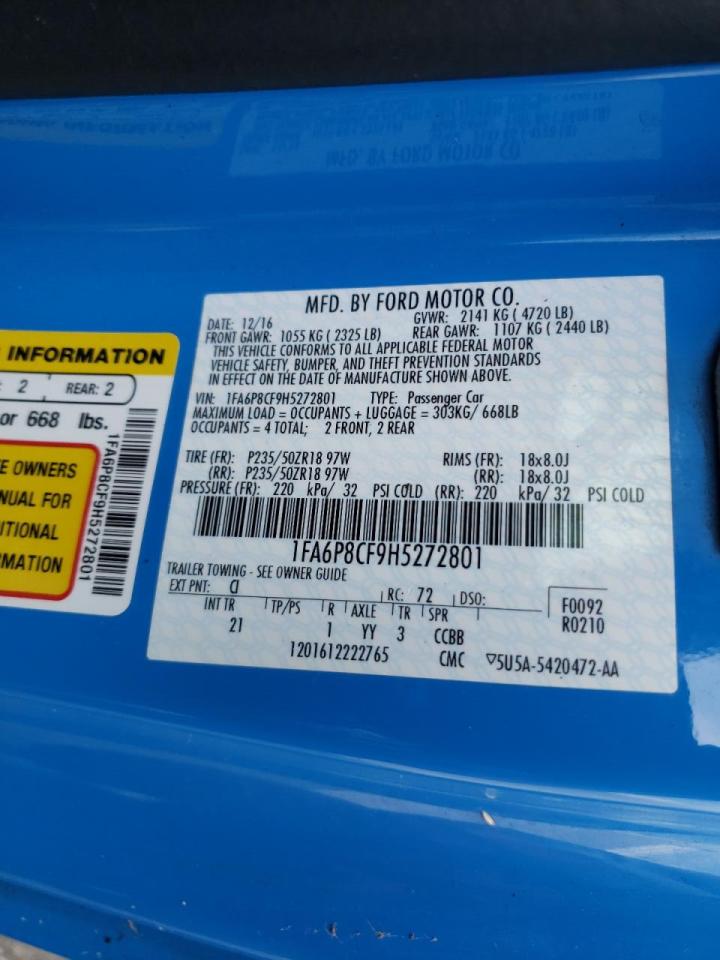 MFD. BY FORD MOTOR CO.
DATE: 12/16 GVWR: 2141 KG ( 4720 LB)
FRONT GAWR: 1055 KG ( 2325 LB) REAR GAWR: 1107 KG ( 2440 LB)
THIS VEHICLE CONFORMS TO ALL APPLICABLE FEDERAL MOTOR
VEHICLE SAFETY, BUMPER, AND THEFT PREVENTION STANDARDS
IN EFFECT ON THE DATE OF MANUFACTURE SHOWN ABOVE.
VIN: 1FA6P8CF9H5272801 TYPE: Passenger Car
MAXIMUM LOAD = OCCUPANTS + LUGGAGE = 303KG/ 668LB
OCCUPANTS = 4 TOTAL; 2 FRONT, 2 REAR
TIRE (FR): P235/50ZR18 97W RIMS (FR): 18x8.0J
(RR): P235/50ZR18 97W (RR): 18x8.0J
PRESSURE (FR): 220 kPa/ 32 PSI COLD (RR): 220 kPa/ 32 PSI COLD
1FA6P8CF9H5272801
TRAILER TOWING - SEE OWNER GUIDE
EXT PNT: CI RC: 72 DSO: F0092
INT TR TP/PS R AXLE TR SPR R0210
21 1 YY 3 CCBB
1201612222765 CMC 5U5A-5420472-AA
INFORMATION
2 REAR: 2
or 668 lbs.
OWNERS
FOR
1FA6P8CF9H5272801